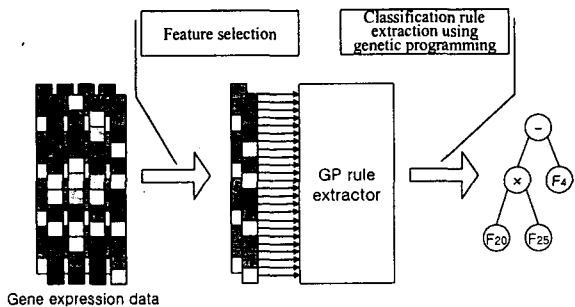 Feature selection
Classification rule
extraction using
genetic programming
GP rule
extractor
−
×
F4
F20
F25
Gene expression data